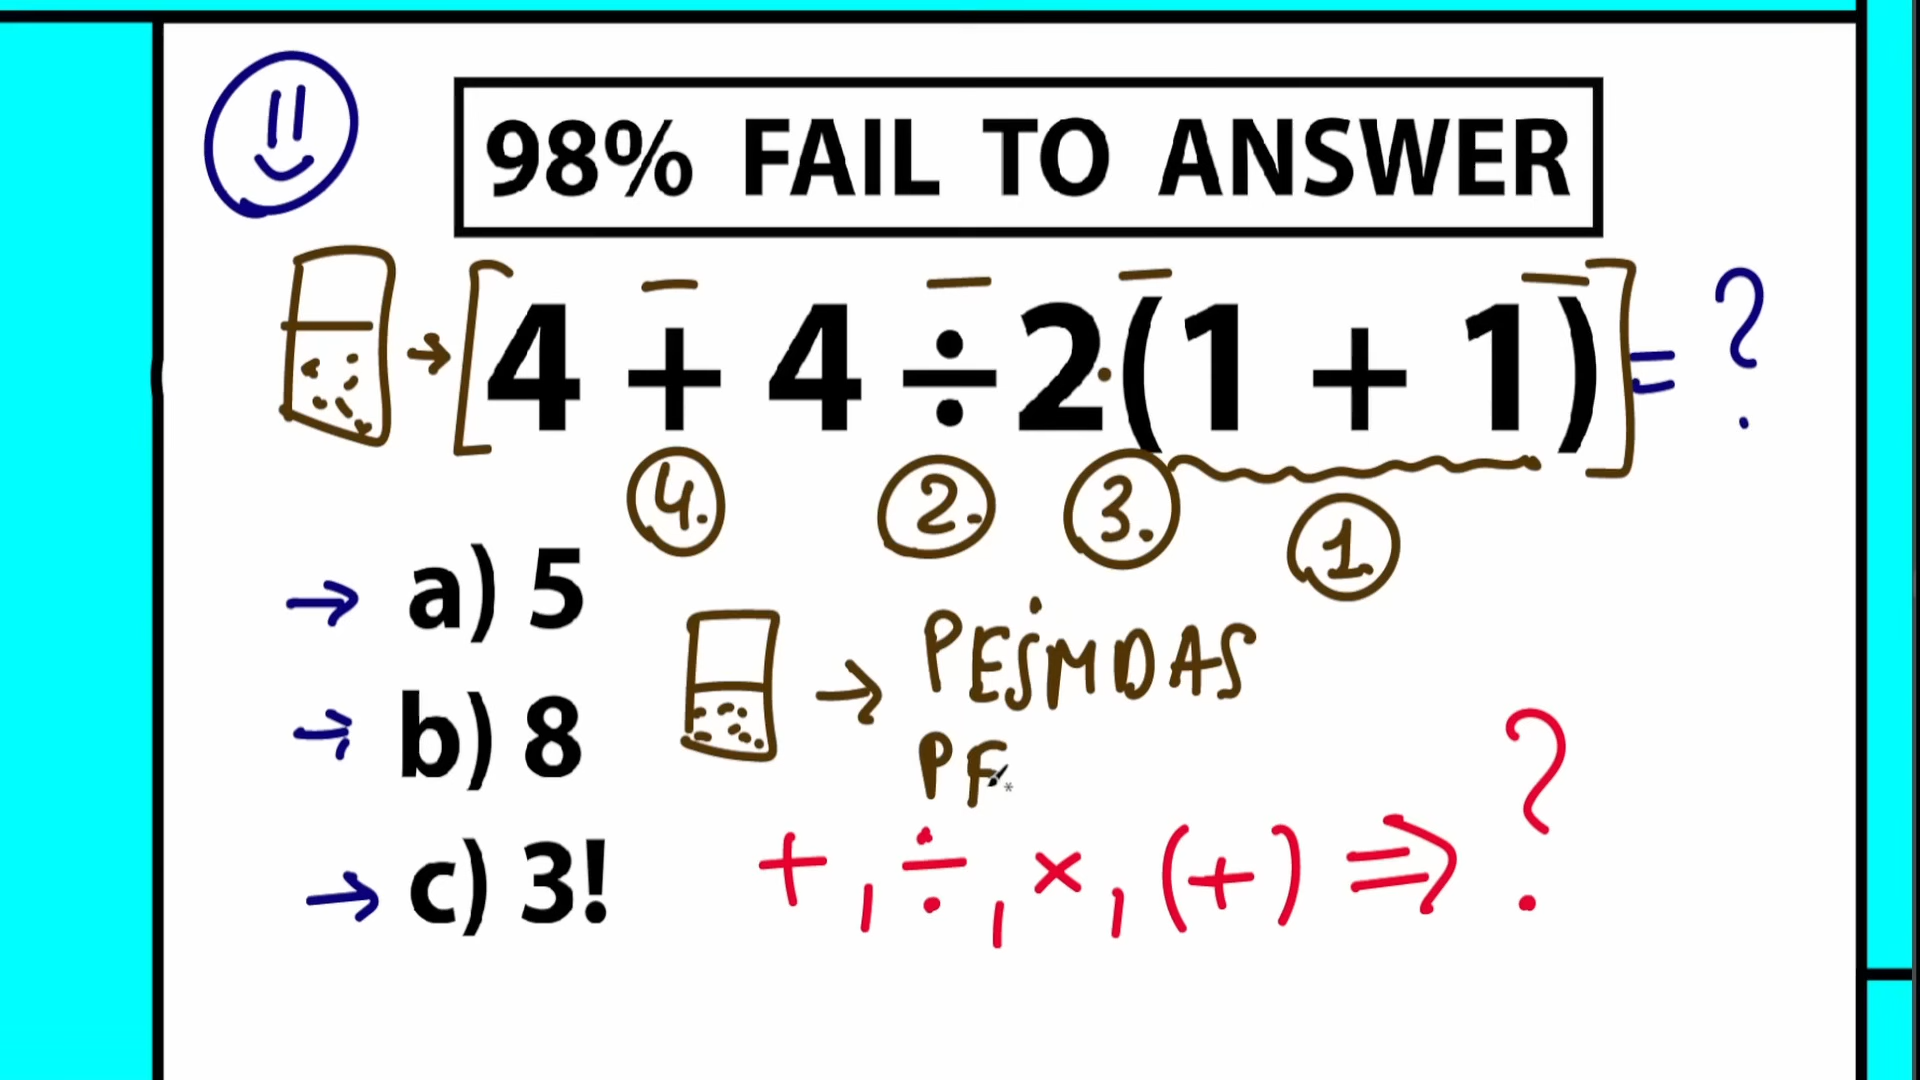 98% FAIL TO ANSWER
[4 + 4 ÷ 2·(1 + 1)] = ?
4. 2. 3. 1
a) 5
PESMDAS
b) 8
PF
c) 3!
+, ÷, ×, (+) ⇒ ?